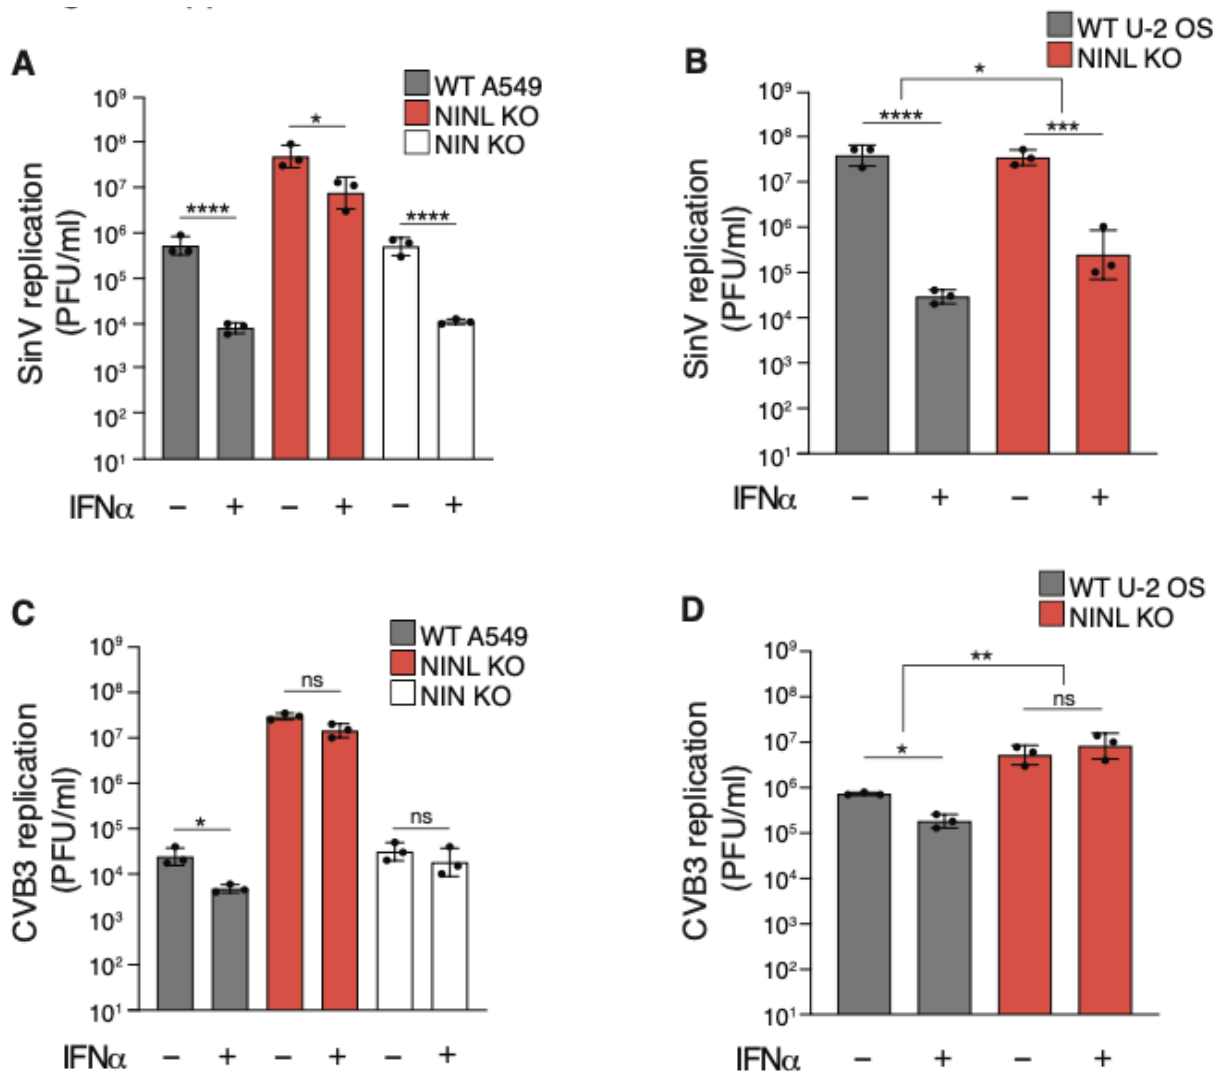 A
WT A549
NINL KO
NIN KO
SinV replication
(PFU/ml)
10⁹
10⁸
10⁷
10⁶
10⁵
10⁴
10³
10²
10¹
****
*
****
IFNα − + − + − +
B
WT U-2 OS
NINL KO
SinV replication
(PFU/ml)
10⁹
10⁸
10⁷
10⁶
10⁵
10⁴
10³
10²
10¹
*
****
***
IFNα − + − +
C
WT A549
NINL KO
NIN KO
CVB3 replication
(PFU/ml)
10⁹
10⁸
10⁷
10⁶
10⁵
10⁴
10³
10²
10¹
*
ns
ns
IFNα − + − + − +
D
WT U-2 OS
NINL KO
CVB3 replication
(PFU/ml)
10⁹
10⁸
10⁷
10⁶
10⁵
10⁴
10³
10²
10¹
**
*
ns
IFNα − + − +